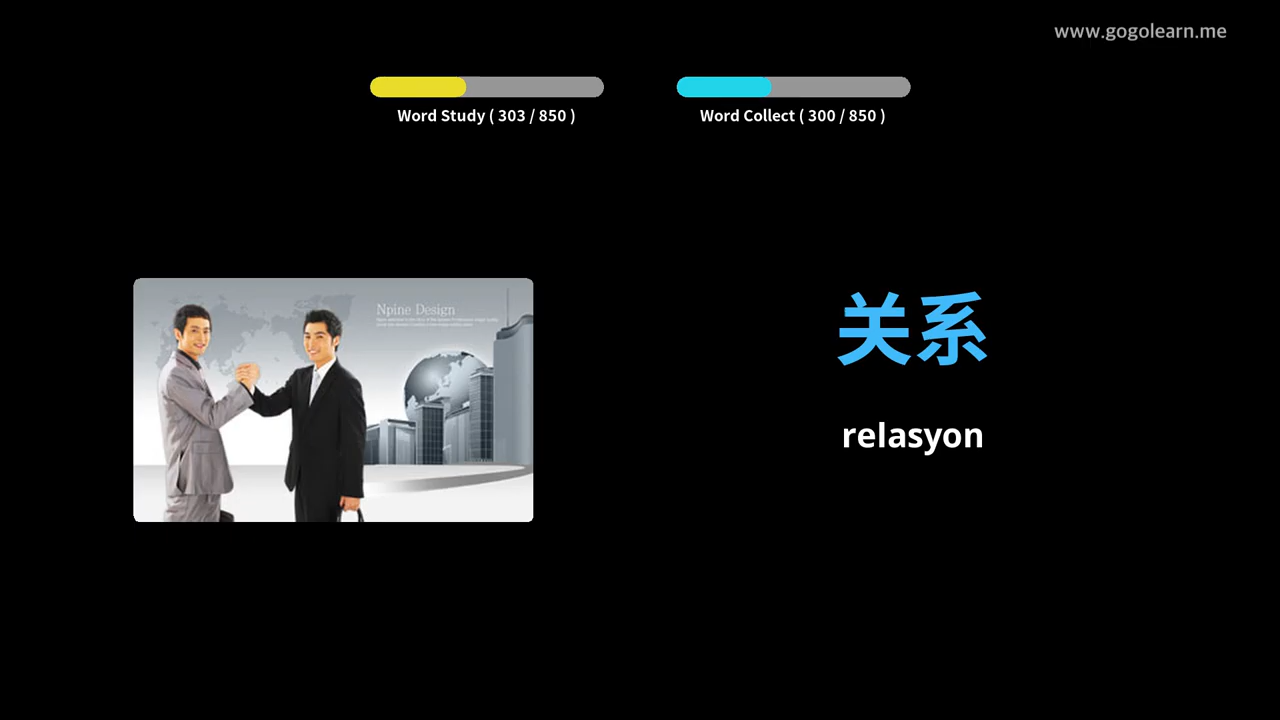 www.gogolearn.me
Word Study ( 303 / 850 )
Word Collect ( 300 / 850 )
Npine Design
关系
relasyon